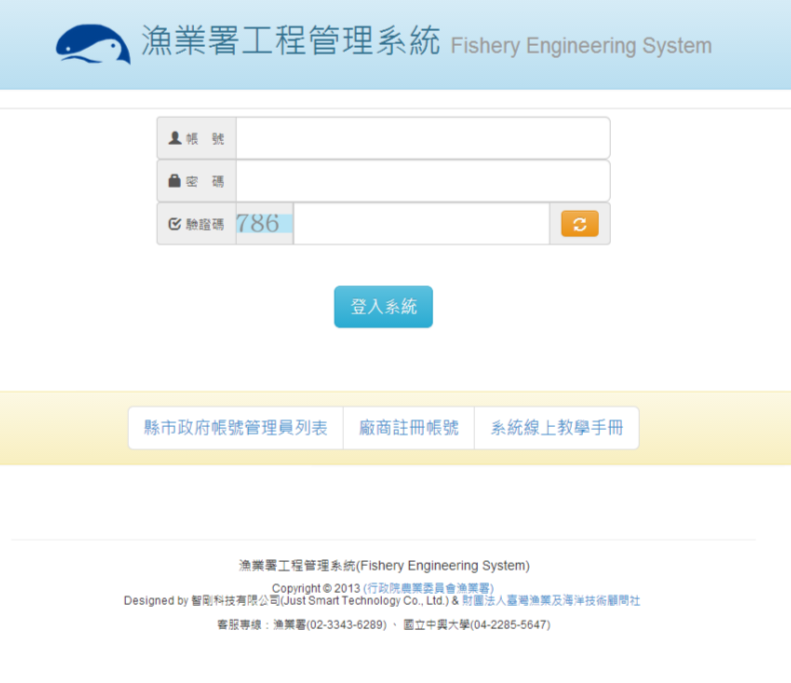 漁業署工程管理系統 Fishery Engineering System
帳 號
密 碼
驗證碼 786
登入系統
縣市政府帳號管理員列表 廠商註冊帳號 系統線上教學手冊
漁業署工程管理系統(Fishery Engineering System)
Copyright © 2013 (行政院農業委員會漁業署)
Designed by 智剛科技有限公司(Just Smart Technology Co., Ltd.) & 財團法人臺灣漁業及海洋技術顧問社
客服專線：漁業署(02-3343-6289) 、 國立中興大學(04-2285-5647)